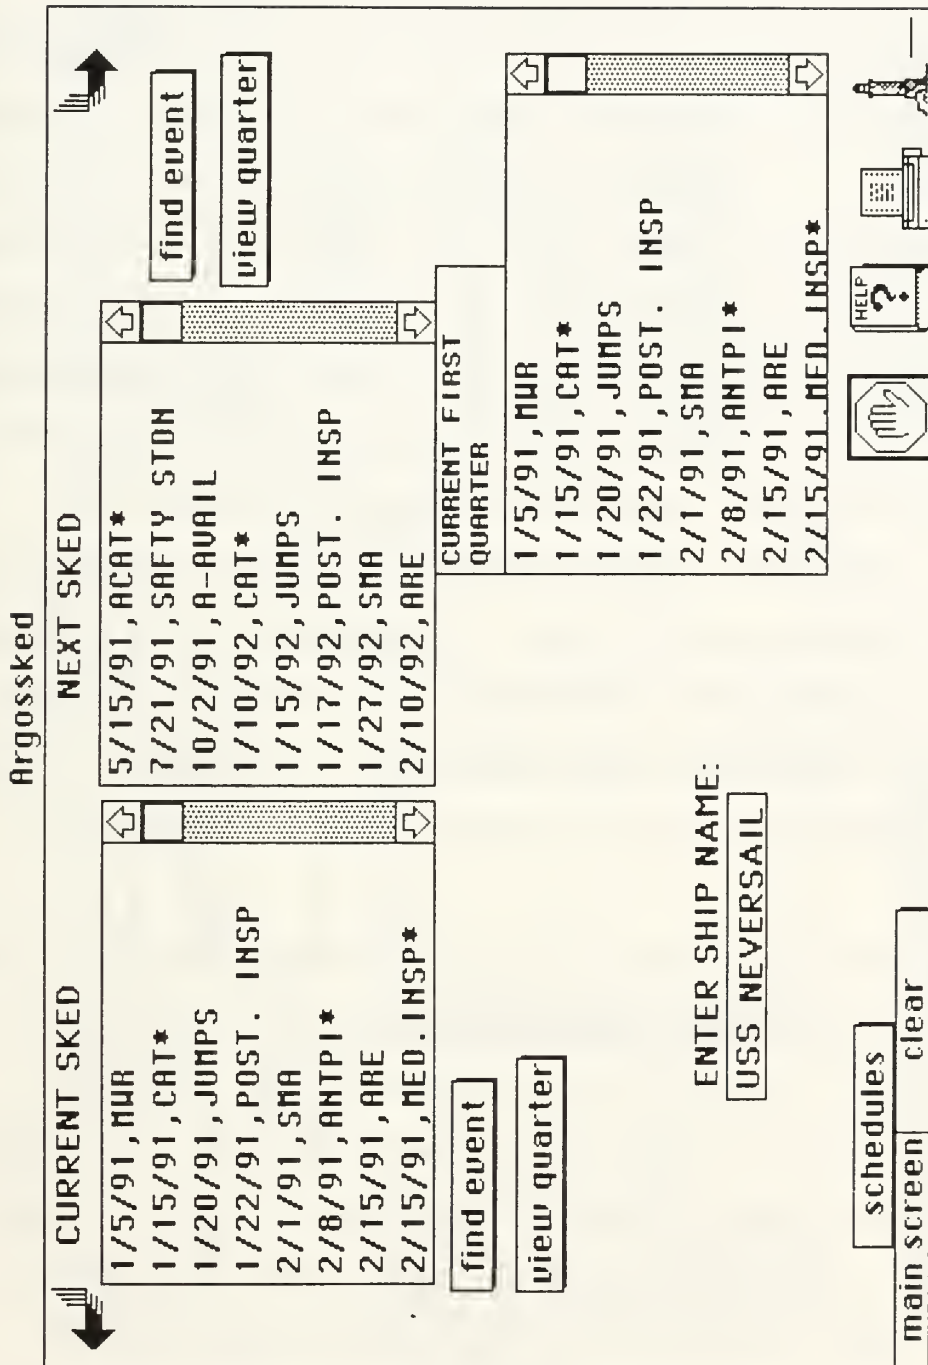 Argossked
CURRENT SKED
1/5/91,MWR
1/15/91,CAT*
1/20/91,JUMPS
1/22/91,POST. INSP
2/1/91,SMA
2/8/91,ANTPI*
2/15/91,ARE
2/15/91,MED.INSP*
find event
view quarter
NEXT SKED
5/15/91,ACAT*
7/21/91,SAFTY STDN
10/2/91,A-AVAIL
1/10/92,CAT*
1/15/92,JUMPS
1/17/92,POST. INSP
1/27/92,SMA
2/10/92,ARE
find event
view quarter
CURRENT FIRST
QUARTER
1/5/91,MWR
1/15/91,CAT*
1/20/91,JUMPS
1/22/91,POST. INSP
2/1/91,SMA
2/8/91,ANTPI*
2/15/91,ARE
2/15/91,MED.INSP*
ENTER SHIP NAME:
USS NEVERSAIL
schedules
main screen
clear
HELP
?